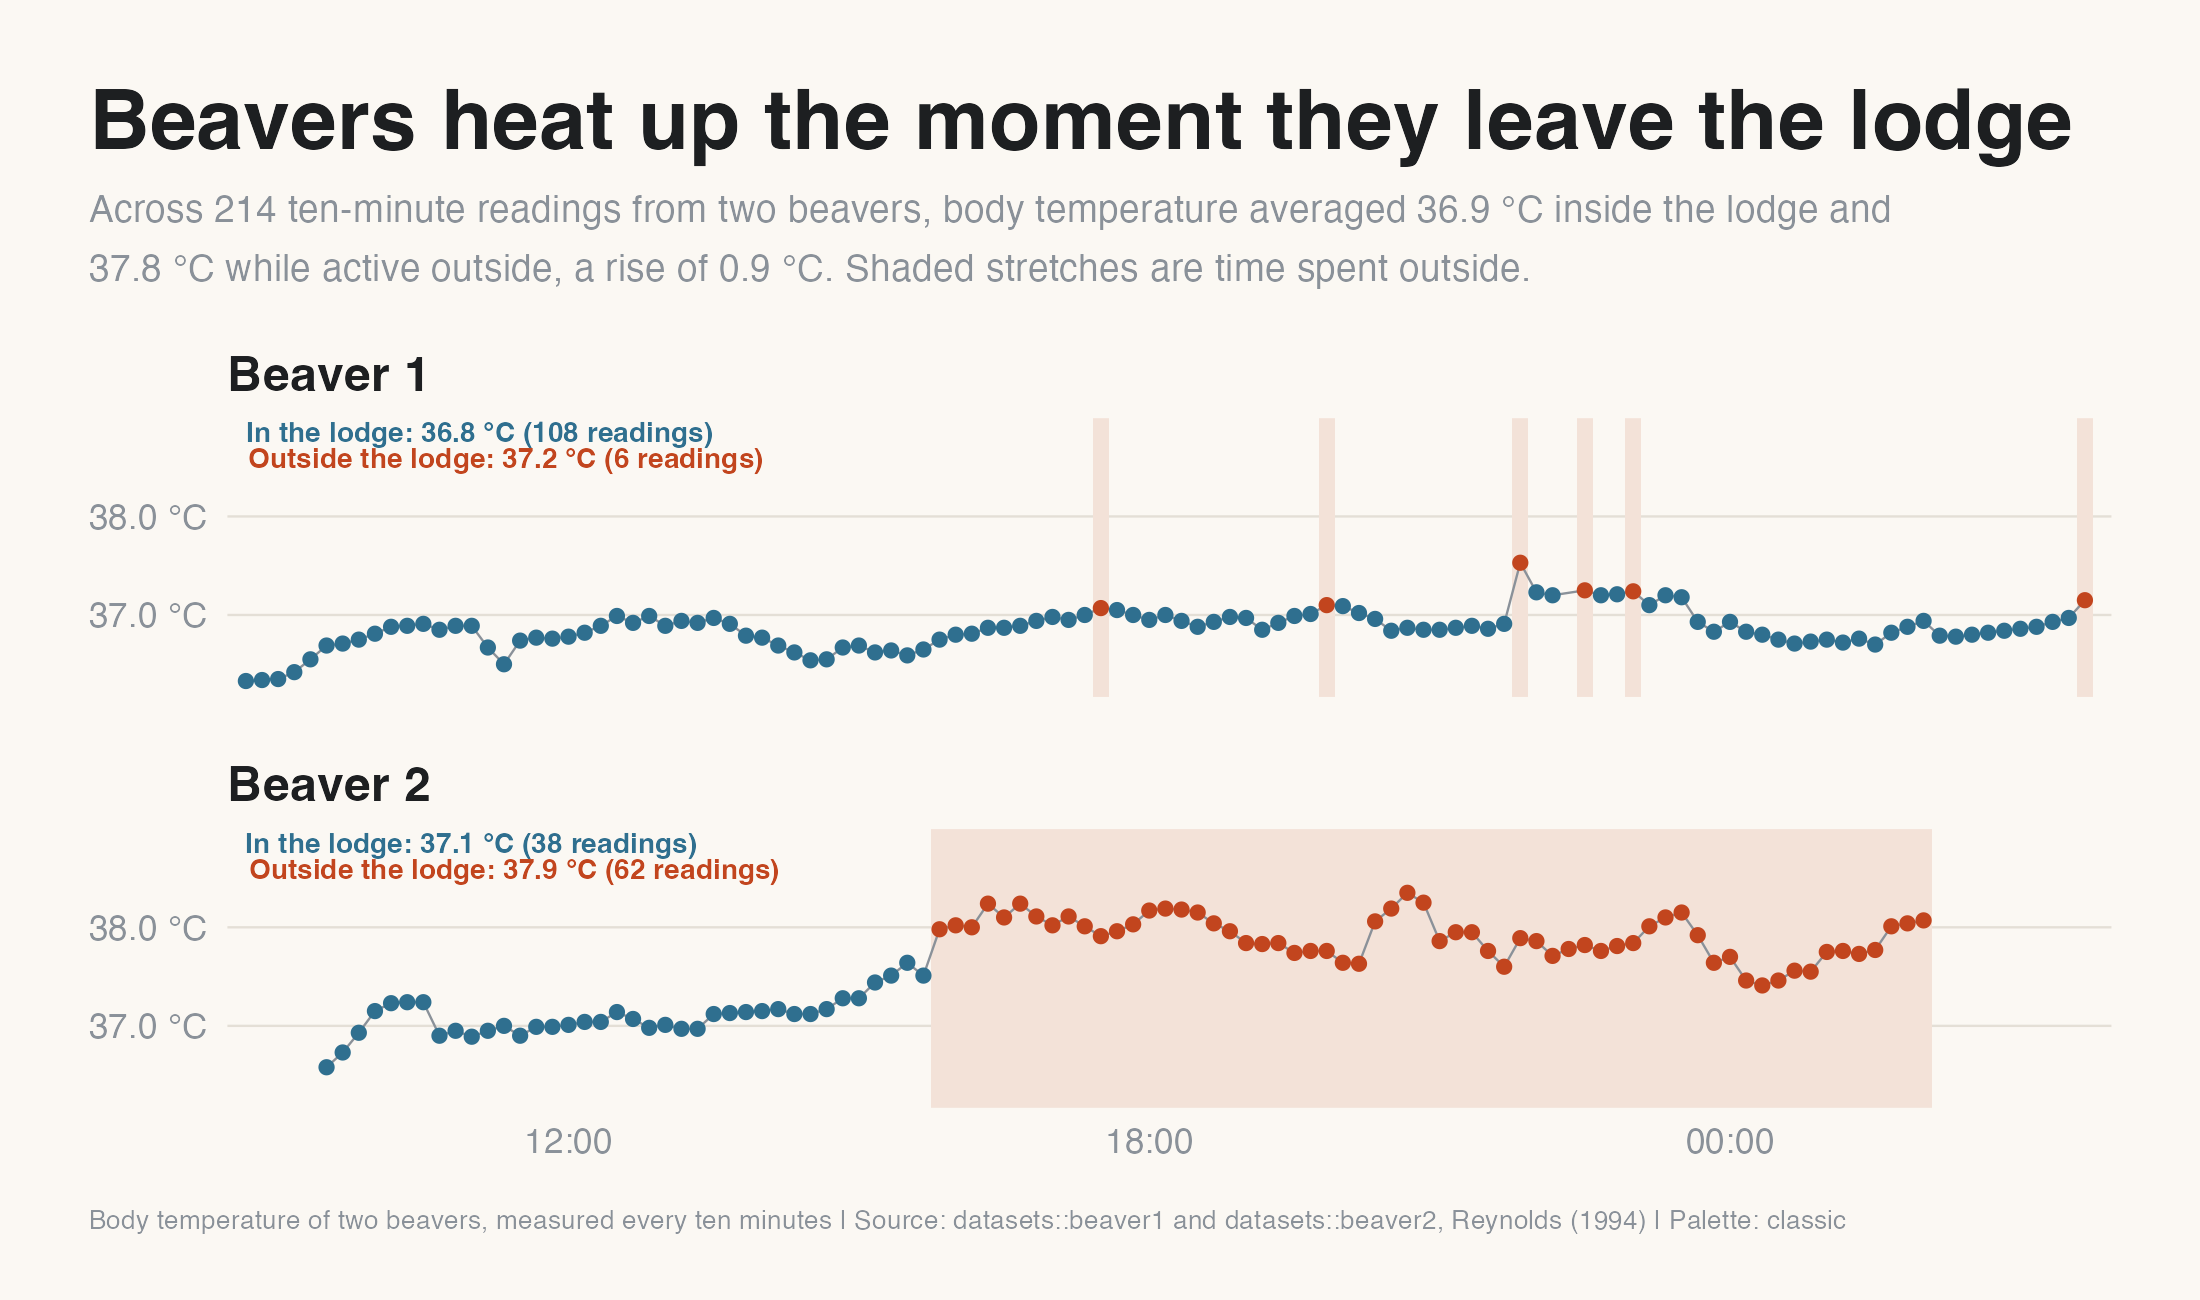 Beavers heat up the moment they leave the lodge
Across 214 ten-minute readings from two beavers, body temperature averaged 36.9 °C inside the lodge and
37.8 °C while active outside, a rise of 0.9 °C. Shaded stretches are time spent outside.
Beaver 1
In the lodge: 36.8 °C (108 readings)
Outside the lodge: 37.2 °C (6 readings)
38.0 °C
37.0 °C
Beaver 2
In the lodge: 37.1 °C (38 readings)
Outside the lodge: 37.9 °C (62 readings)
38.0 °C
37.0 °C
12:00 18:00 00:00
Body temperature of two beavers, measured every ten minutes | Source: datasets::beaver1 and datasets::beaver2, Reynolds (1994) | Palette: classic